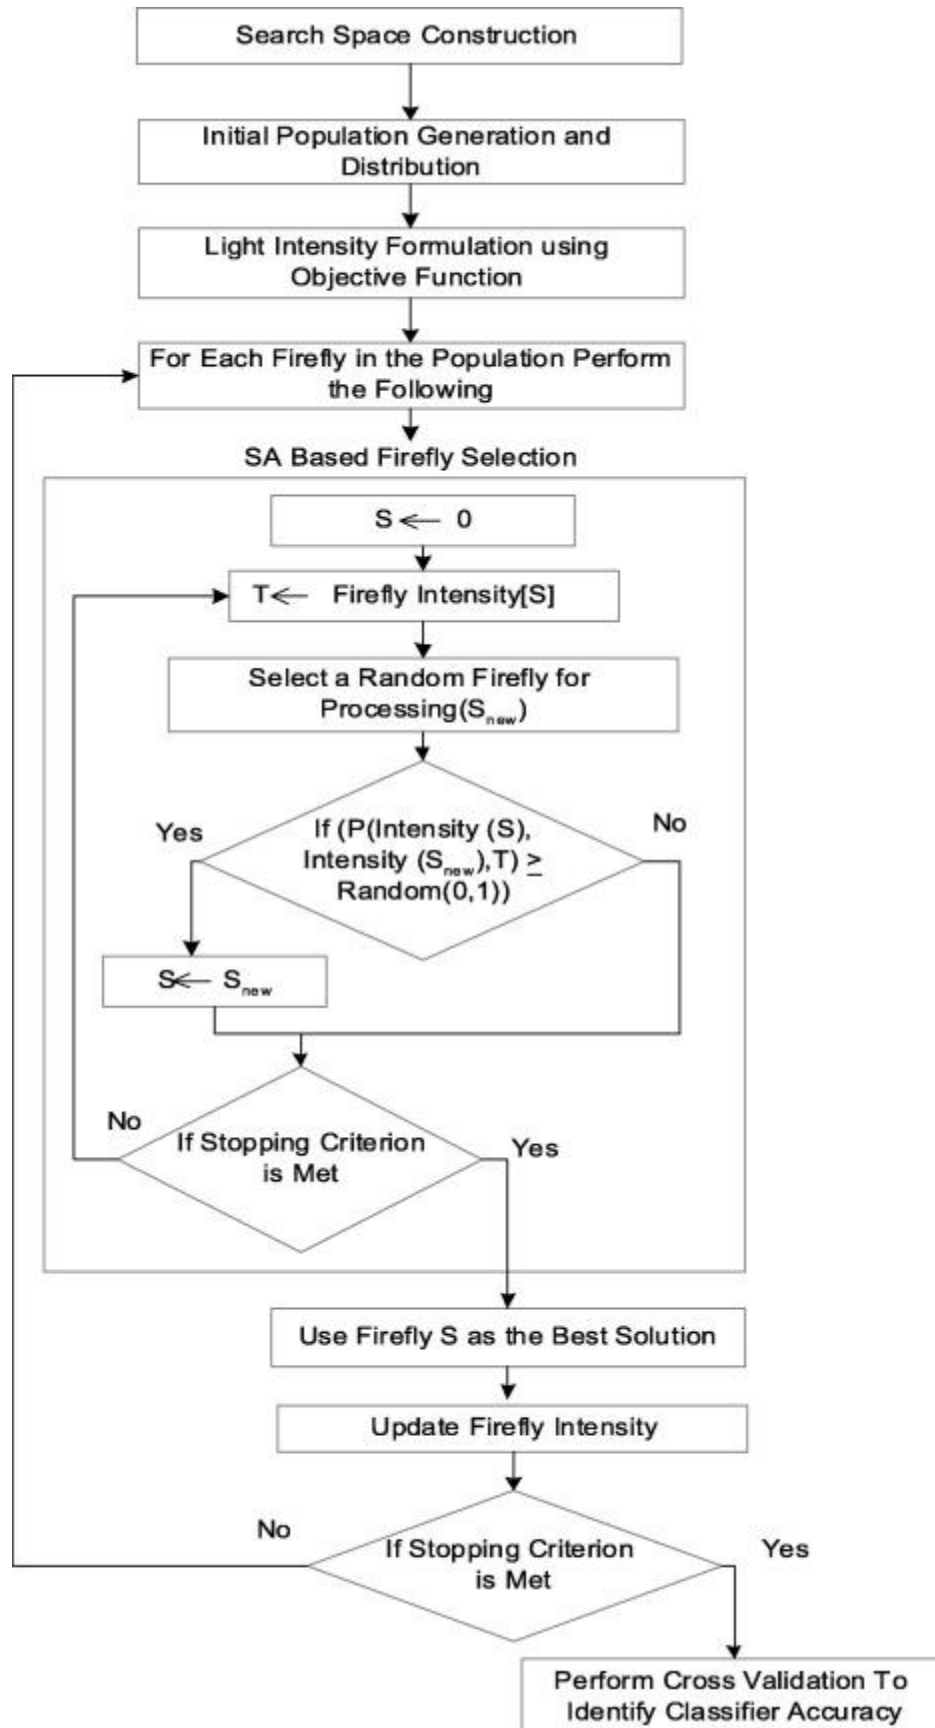 Search Space Construction
Initial Population Generation and
Distribution
Light Intensity Formulation using
Objective Function
For Each Firefly in the Population Perform
the Following
SA Based Firefly Selection
S ← 0
T ← Firefly Intensity[S]
Select a Random Firefly for
Processing(Snew)
Yes
If (P(Intensity (S),
Intensity (Snew),T) ≥
Random(0,1))
No
S ← Snew
No
If Stopping Criterion
is Met
Yes
Use Firefly S as the Best Solution
Update Firefly Intensity
No
If Stopping Criterion
is Met
Yes
Perform Cross Validation To
Identify Classifier Accuracy